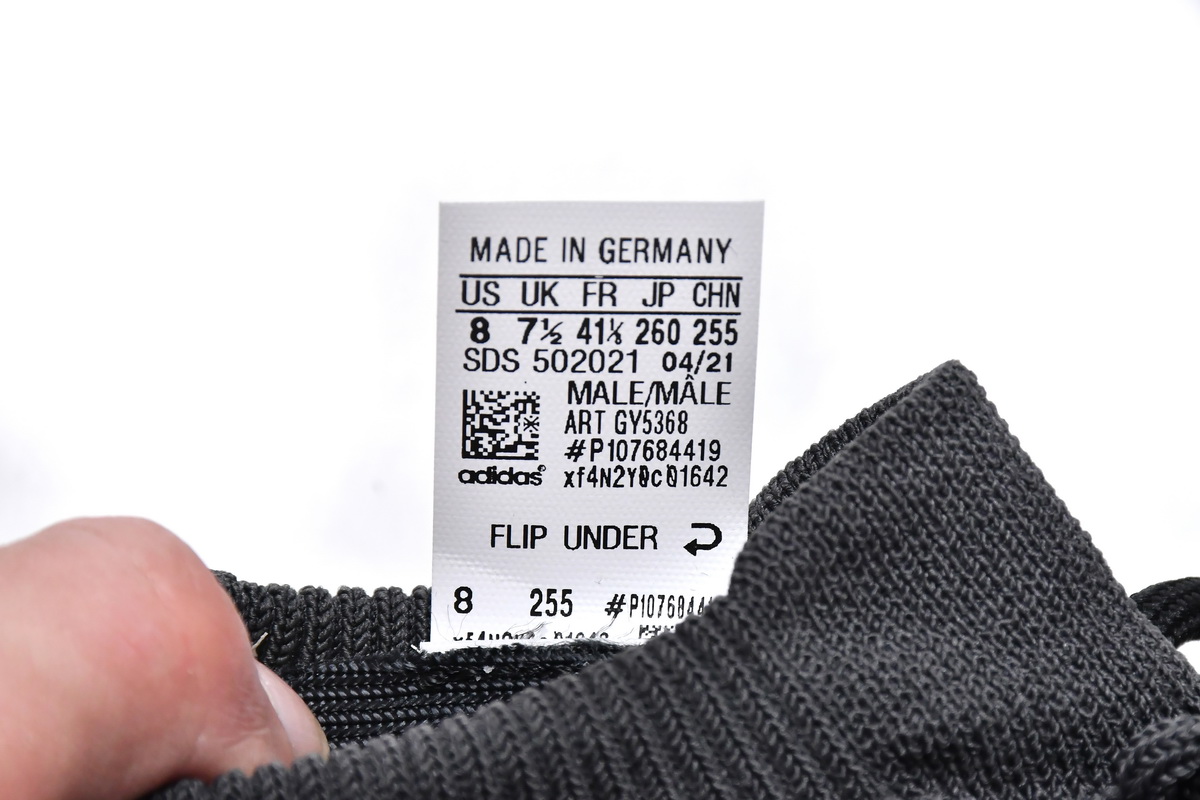 MADE IN GERMANY
US UK FR JP CHN
8 7½ 41⅓ 260 255
SDS 502021 04/21
MALE/MÂLE
ART GY5368
#P107684419
adidas® xf4N2Y0c01642
FLIP UNDER
8 255 #P1076844